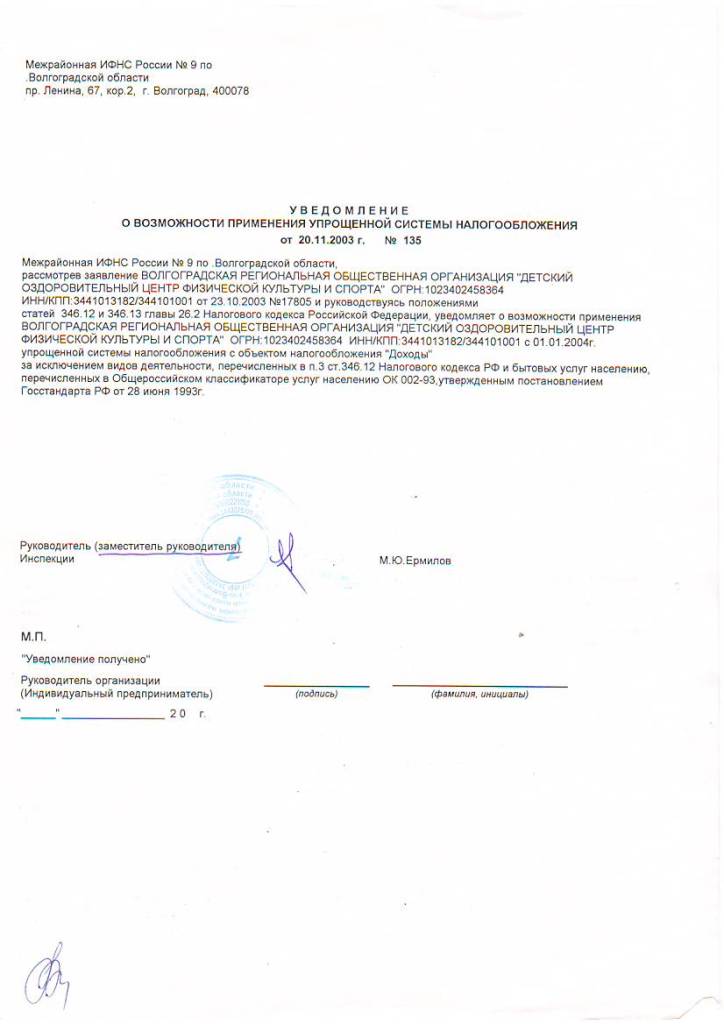 Межрайонная ИФНС России № 9 по
.Волгоградской области
пр. Ленина, 67, кор.2, г. Волгоград, 400078
У В Е Д О М Л Е Н И Е
О ВОЗМОЖНОСТИ ПРИМЕНЕНИЯ УПРОЩЕННОЙ СИСТЕМЫ НАЛОГООБЛОЖЕНИЯ
от 20.11.2003 г. № 135
Межрайонная ИФНС России № 9 по .Волгоградской области,
рассмотрев заявление ВОЛГОГРАДСКАЯ РЕГИОНАЛЬНАЯ ОБЩЕСТВЕННАЯ ОРГАНИЗАЦИЯ "ДЕТСКИЙ
ОЗДОРОВИТЕЛЬНЫЙ ЦЕНТР ФИЗИЧЕСКОЙ КУЛЬТУРЫ И СПОРТА" ОГРН:1023402458364
ИНН/КПП:3441013182/344101001 от 23.10.2003 №17805 и руководствуясь положениями
статей 346.12 и 346.13 главы 26.2 Налогового кодекса Российской Федерации, уведомляет о возможности применения
ВОЛГОГРАДСКАЯ РЕГИОНАЛЬНАЯ ОБЩЕСТВЕННАЯ ОРГАНИЗАЦИЯ "ДЕТСКИЙ ОЗДОРОВИТЕЛЬНЫЙ ЦЕНТР
ФИЗИЧЕСКОЙ КУЛЬТУРЫ И СПОРТА" ОГРН:1023402458364 ИНН/КПП:3441013182/344101001 с 01.01.2004г.
упрощенной системы налогообложения с объектом налогообложения "Доходы"
за исключением видов деятельности, перечисленных в п.3 ст.346.12 Налогового кодекса РФ и бытовых услуг населению,
перечисленных в Общероссийском классификаторе услуг населению ОК 002-93,утвержденным постановлением
Госстандарта РФ от 28 июня 1993г.
Руководитель (заместитель руководителя)
Инспекции М.Ю.Ермилов
М.П.
"Уведомление получено"
Руководитель организации
(Индивидуальный предприниматель) (подпись) (фамилия, инициалы)
"_____" ________________ 2 0 г.